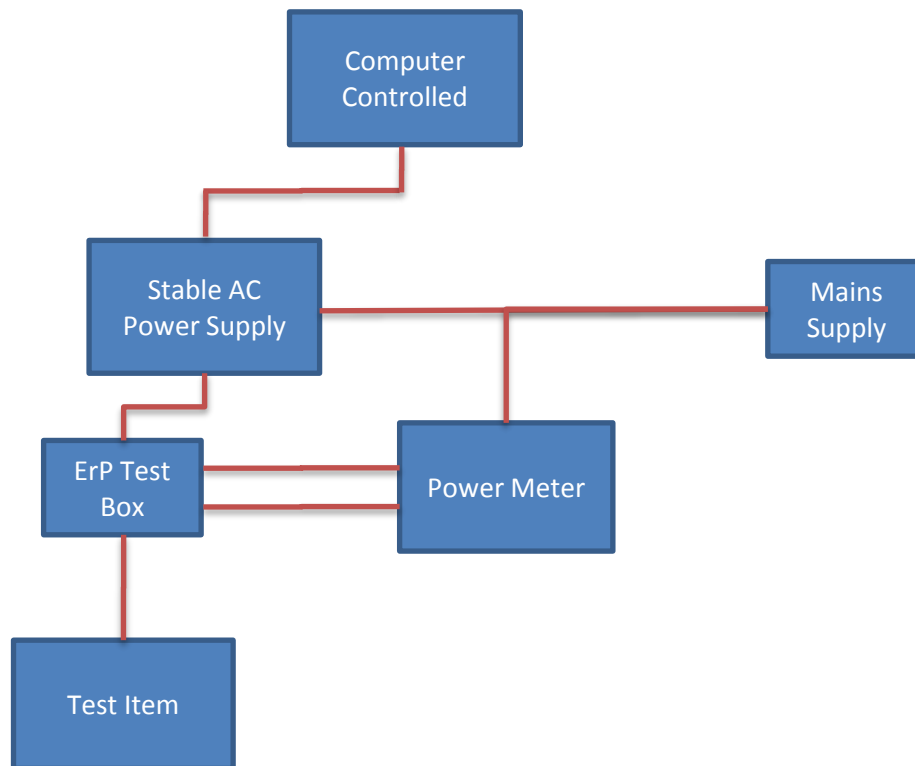 Computer
Controlled
Stable AC
Power Supply
Mains
Supply
ErP Test
Box
Power Meter
Test Item